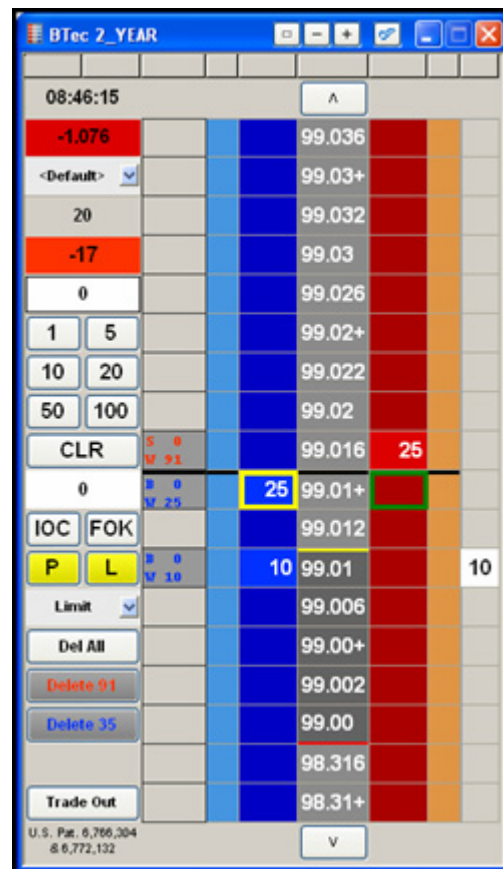 BTec 2_YEAR
08:46:15 ^
-1.076 99.036
<Default> 99.03+
20 99.032
-17 99.03
0 99.026
1 5 99.02+
10 20 99.022
50 100 99.02
CLR S 0 W 91 99.016 25
0 B 0 W 25 25 99.01+
IOC FOK 99.012
P L B 0 W 10 10 99.01 10
Limit 99.006
Del All 99.00+
Delete 91 99.002
Delete 35 99.00
98.316
Trade Out 98.31+
U.S. Pat. 6,766,304
& 6,772,132 v